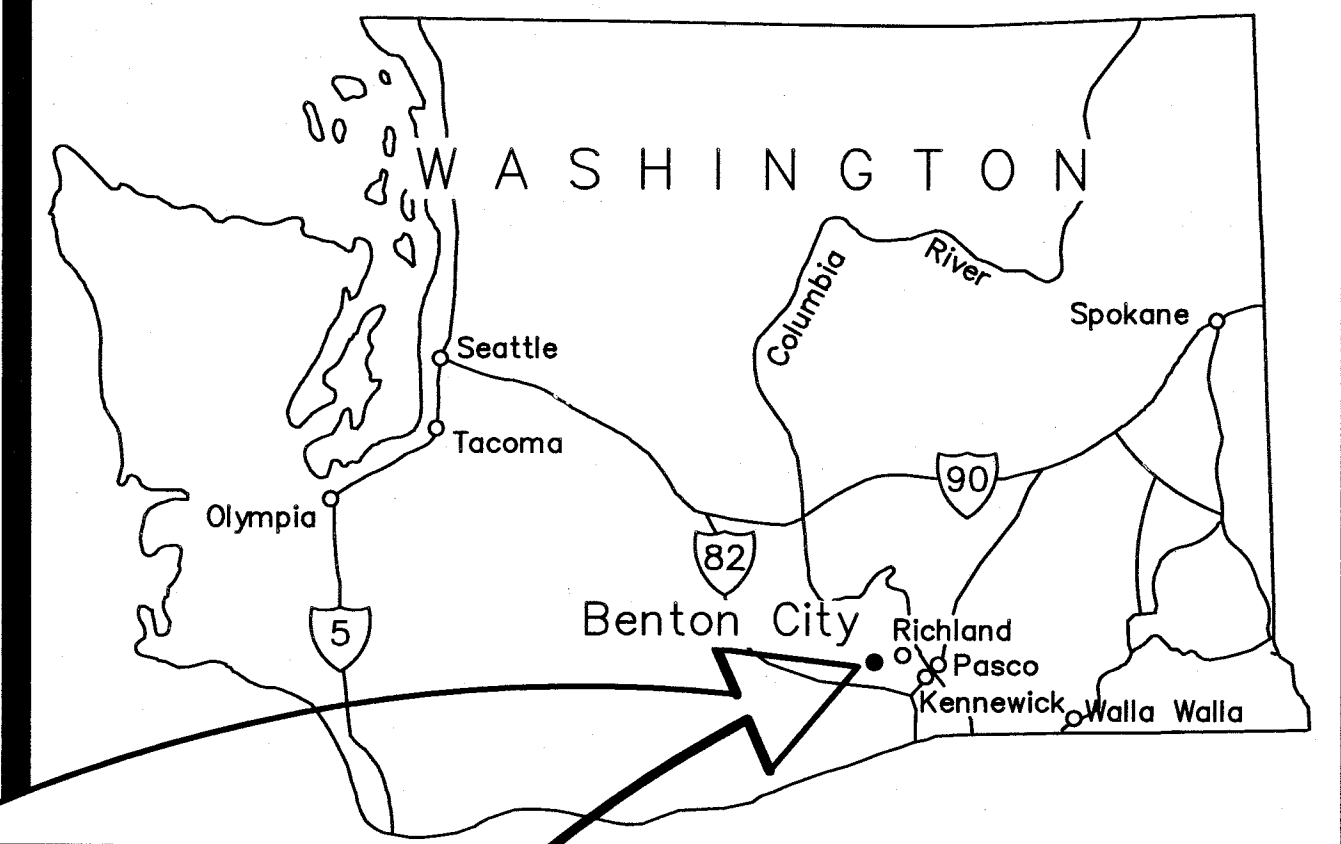 WASHINGTON
Columbia
River
Spokane
Seattle
Tacoma
90
Olympia
82
5
Benton City
Richland
Pasco
Kennewick
Walla Walla